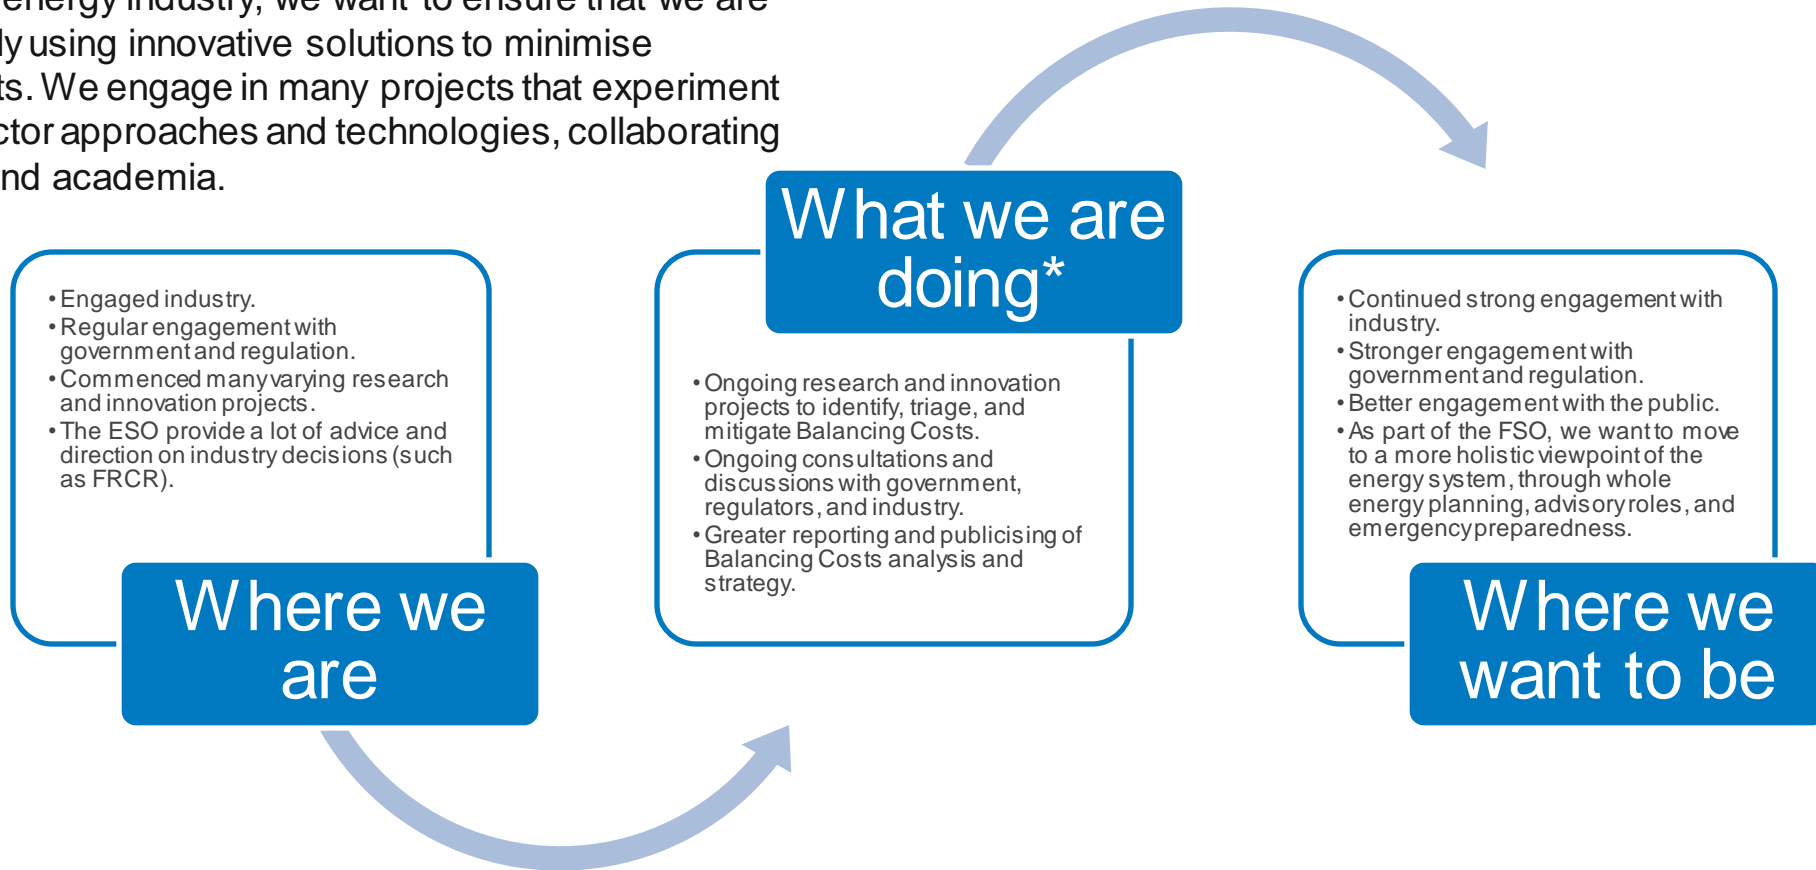 energy industry, we want to ensure that we are
using innovative solutions to minimise
We engage in many projects that experiment
approaches and technologies, collaborating
academia.
• Engaged industry.
• Regular engagement with
government and regulation.
• Commenced many varying research
and innovation projects.
• The ESO provide a lot of advice and
direction on industry decisions (such
as FRCR).
Where we
are
What we are
doing*
• Ongoing research and innovation
projects to identify, triage, and
mitigate Balancing Costs.
• Ongoing consultations and
discussions with government,
regulators, and industry.
• Greater reporting and publicising of
Balancing Costs analysis and
strategy.
• Continued strong engagement with
industry.
• Stronger engagement with
government and regulation.
• Better engagement with the public.
• As part of the FSO, we want to move
to a more holistic viewpoint of the
energy system, through whole
energy planning, advisory roles, and
emergency preparedness.
Where we
want to be